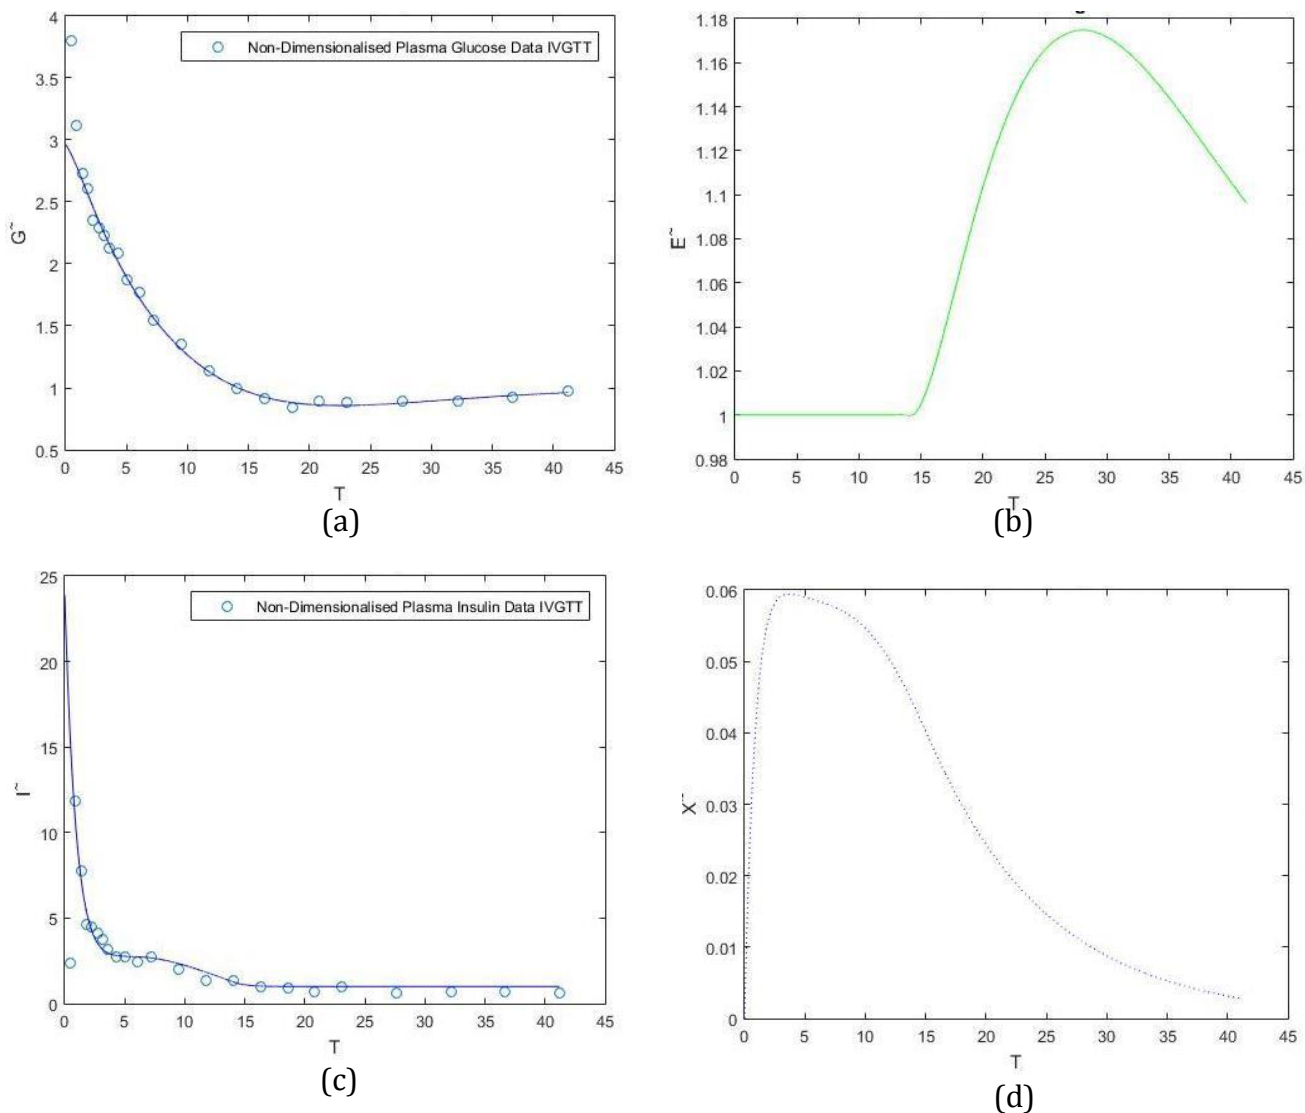 4
3.5
3
2.5
2
1.5
1
0.5
G~
0 5 10 15 20 25 30 35 40 45
T
Non-Dimensionalised Plasma Glucose Data IVGTT
(a)
1.18
1.16
1.14
1.12
1.1
1.08
1.06
1.04
1.02
1
0.98
E~
0 5 10 15 20 25 30 35 40 45
T
(b)
25
20
15
10
5
0
I~
0 5 10 15 20 25 30 35 40 45
T
Non-Dimensionalised Plasma Insulin Data IVGTT
(c)
0.06
0.05
0.04
0.03
0.02
0.01
0
X~
0 5 10 15 20 25 30 35 40 45
T
(d)